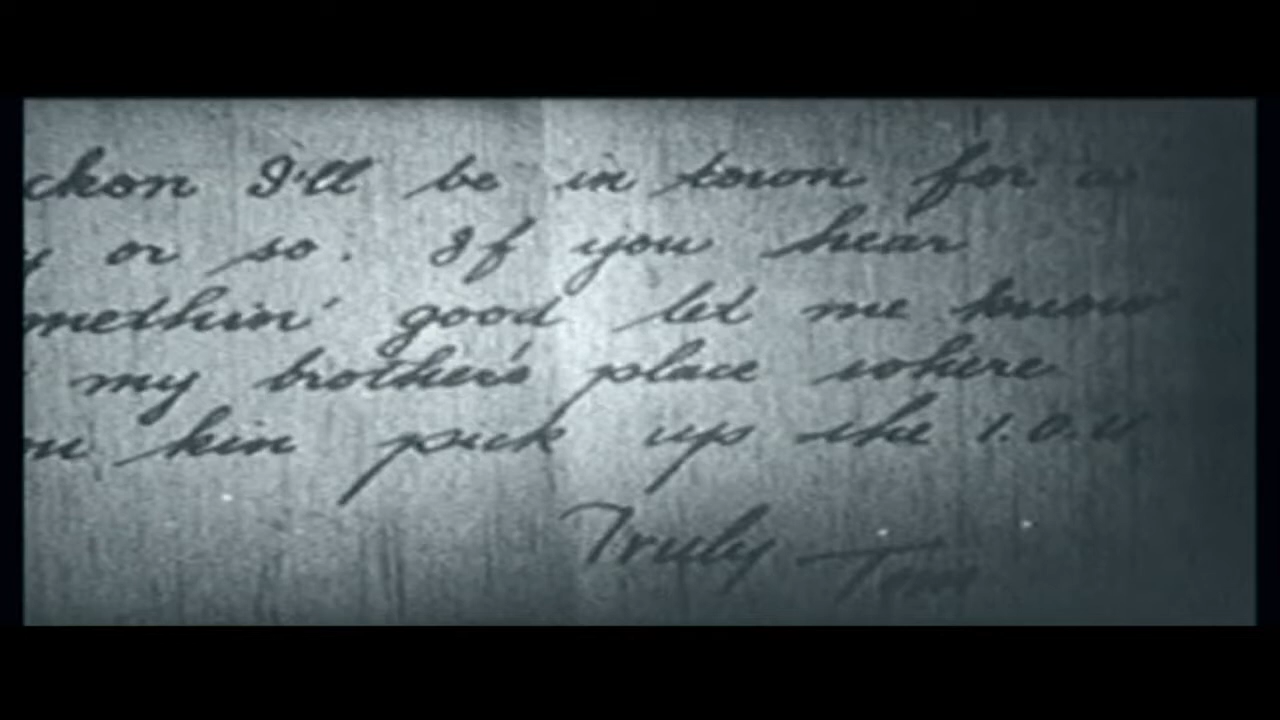 ckon I'll be in town for a
y or so. If you hear
methin' good let me know
my brother's place where
ou kin pick up the I.O.U
Truly — Tom